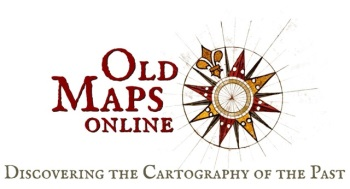 Old
Maps
online
Discovering the Cartography of the Past